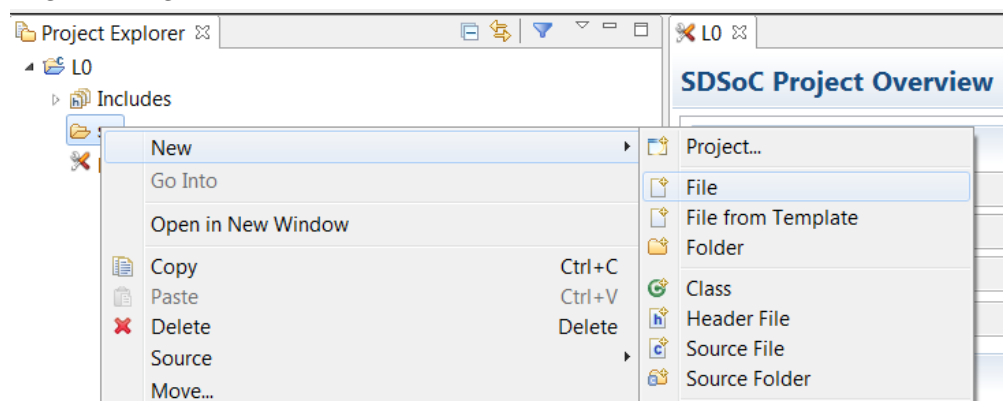 Project Explorer
L0
SDSoC Project Overview
L0
Includes
New
Go Into
Open in New Window
Copy Ctrl+C
Paste Ctrl+V
Delete Delete
Source
Move...
Project...
File
File from Template
Folder
Class
Header File
Source File
Source Folder